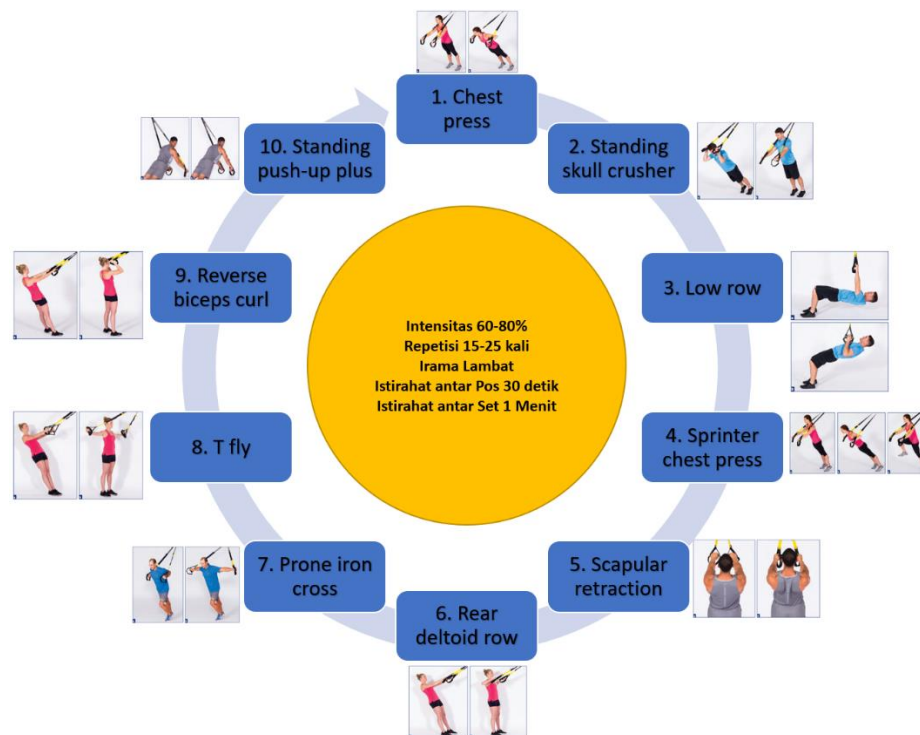 1. Chest
press
2. Standing
skull crusher
3. Low row
4. Sprinter
chest press
5. Scapular
retraction
6. Rear
deltoid row
7. Prone iron
cross
8. T fly
9. Reverse
biceps curl
10. Standing
push-up plus
Intensitas 60-80%
Repetisi 15-25 kali
Irama Lambat
Istirahat antar Pos 30 detik
Istirahat antar Set 1 Menit